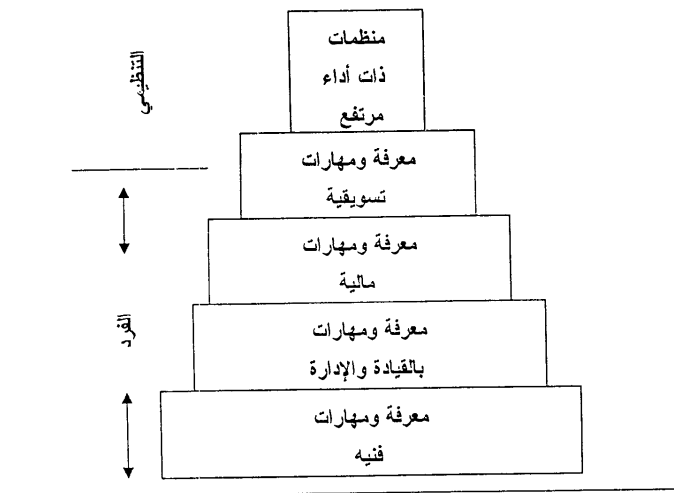 منظمات
ذات أداء
مرتفع
التنظيمي
معرفة ومهارات
تسويقية
معرفة ومهارات
مالية
الفرد
معرفة ومهارات
بالقيادة والإدارة
معرفة ومهارات
فنيه